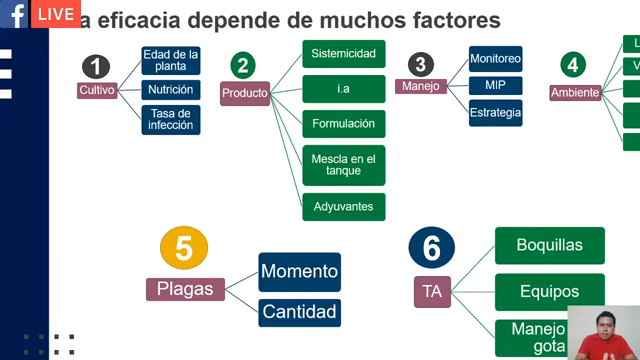 f LIVE
a eficacia depende de muchos factores
1
Cultivo
Edad de la
planta
Nutrición
Tasa de
infección
2
Producto
Sistemicidad
i.a
Formulación
Mescla en el
tanque
Adyuvantes
3
Manejo
Monitoreo
MIP
Estrategia
4
Ambiente
L
V
5
Plagas
Momento
Cantidad
6
TA
Boquillas
Equipos
Manejo
gota